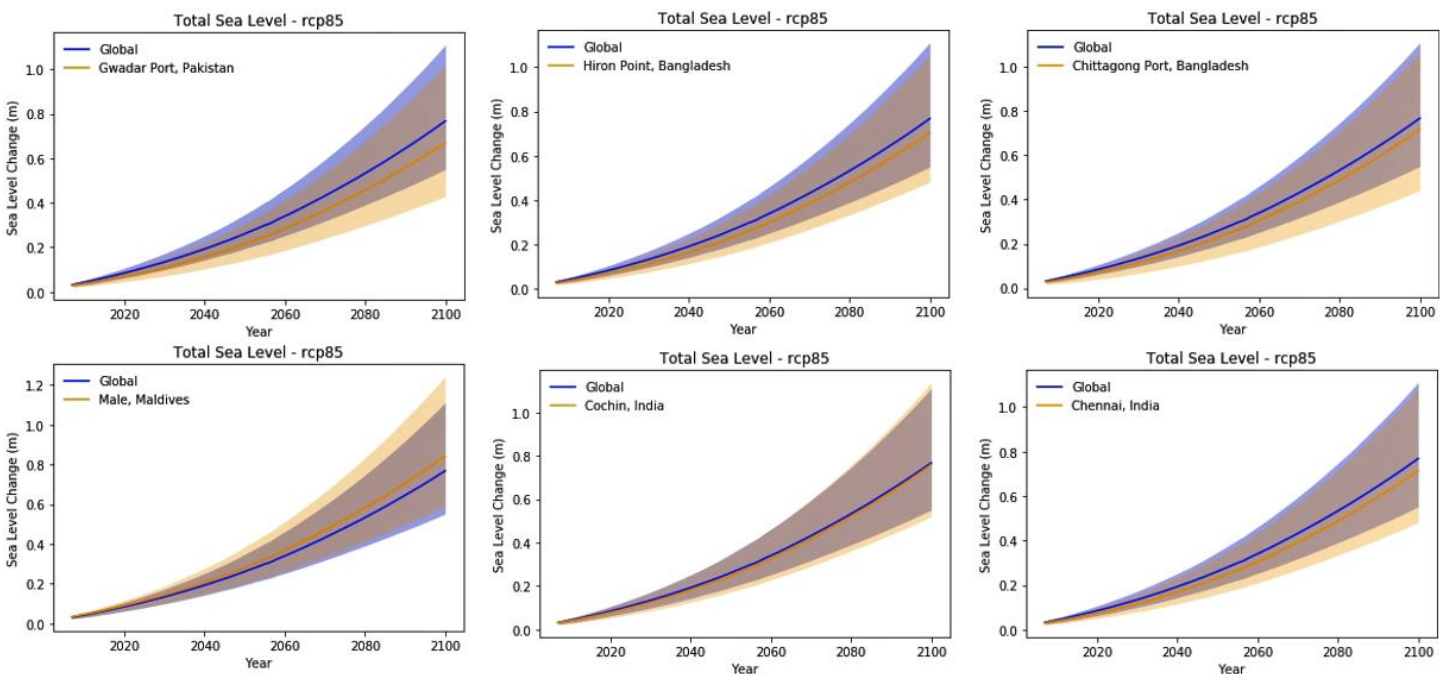 Total Sea Level - rcp85
Global
Gwadar Port, Pakistan
Sea Level Change (m)
1.0
0.8
0.6
0.4
0.2
0.0
2020 2040 2060 2080 2100
Year
Total Sea Level - rcp85
Global
Hiron Point, Bangladesh
Sea Level Change (m)
1.0
0.8
0.6
0.4
0.2
0.0
2020 2040 2060 2080 2100
Year
Total Sea Level - rcp85
Global
Chittagong Port, Bangladesh
Sea Level Change (m)
1.0
0.8
0.6
0.4
0.2
0.0
2020 2040 2060 2080 2100
Year
Total Sea Level - rcp85
Global
Male, Maldives
Sea Level Change (m)
1.2
1.0
0.8
0.6
0.4
0.2
0.0
2020 2040 2060 2080 2100
Year
Total Sea Level - rcp85
Global
Cochin, India
Sea Level Change (m)
1.0
0.8
0.6
0.4
0.2
0.0
2020 2040 2060 2080 2100
Year
Total Sea Level - rcp85
Global
Chennai, India
Sea Level Change (m)
1.0
0.8
0.6
0.4
0.2
0.0
2020 2040 2060 2080 2100
Year